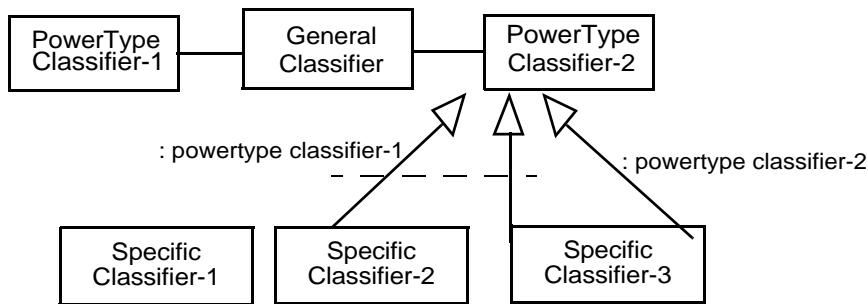 PowerType
Classifier-1
General
Classifier
PowerType
Classifier-2
: powertype classifier-1
: powertype classifier-2
Specific
Classifier-1
Specific
Classifier-2
Specific
Classifier-3